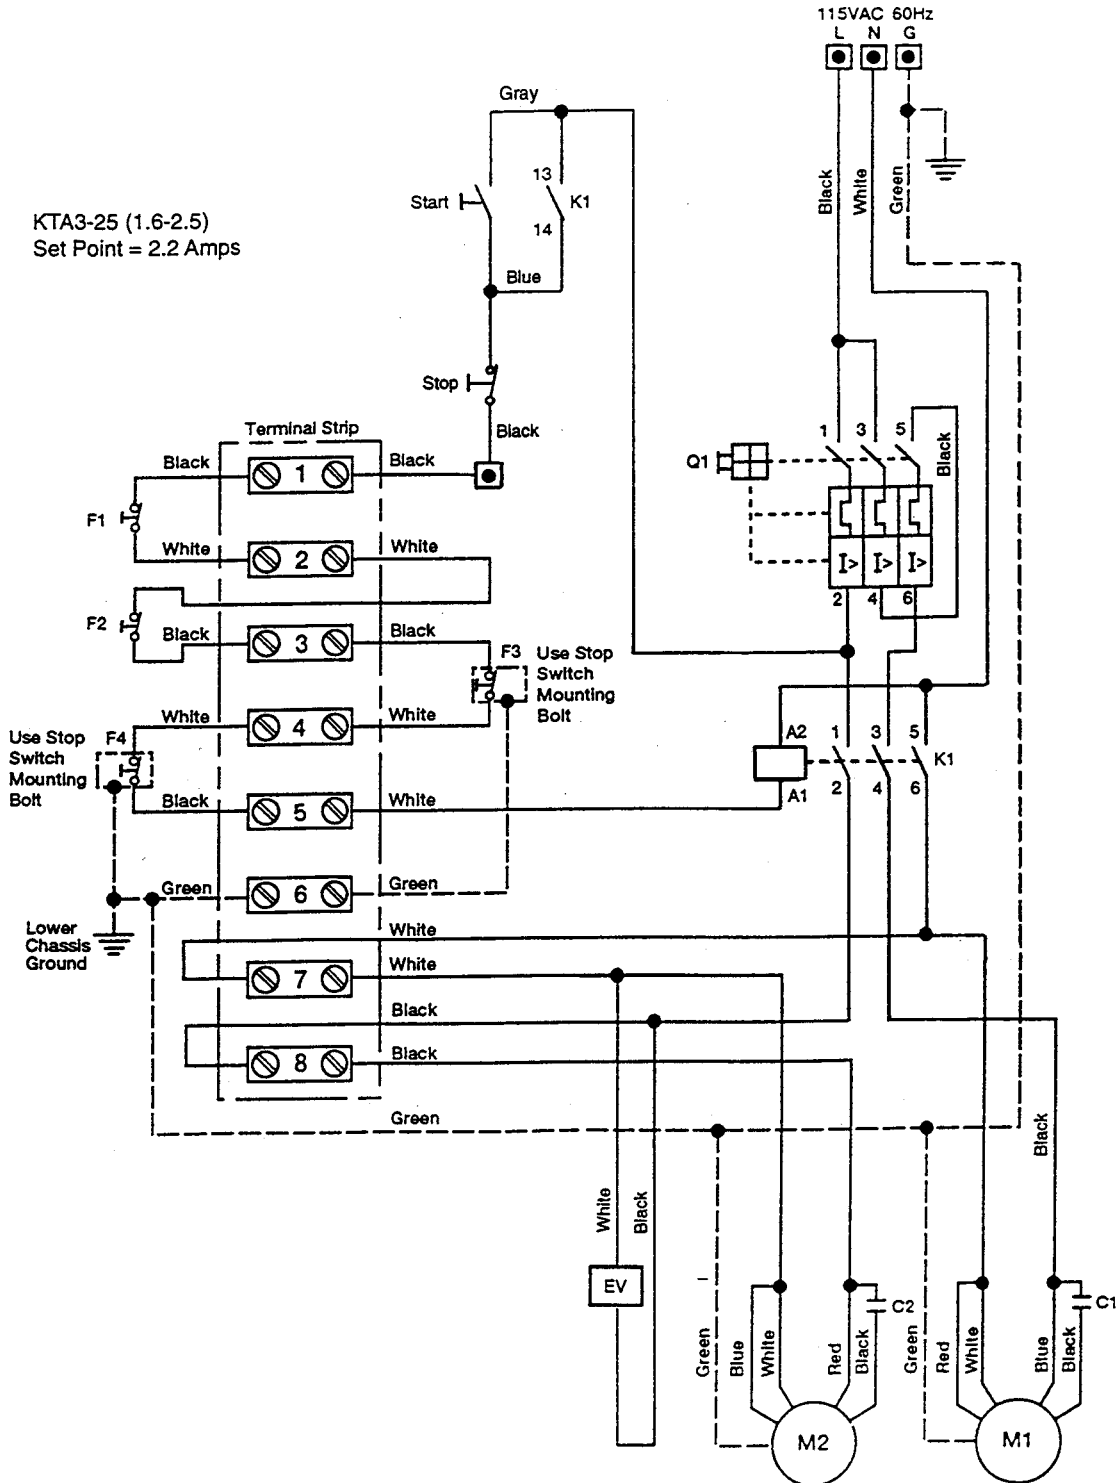 115VAC 60Hz
L N G
Gray
Black
White
Green
KTA3-25 (1.6-2.5)
Set Point = 2.2 Amps
Start
13
K1
14
Blue
Stop
Black
Terminal Strip
Black
1
Black
F1
White
2
White
F2
Black
3
Black
Q1
1
3
5
Black
I>
I>
I>
2
4
6
F3
Use Stop
Switch
Mounting
Bolt
White
4
White
Use Stop
Switch
Mounting
Bolt
F4
Black
5
White
A2
A1
1
3
5
K1
2
4
6
Green
6
Green
Lower
Chassis
Ground
White
7
White
Black
8
Black
Green
Black
White
Black
EV
C2
C1
Green
Blue
White
Red
Black
Green
Red
White
Blue
Black
M2
M1